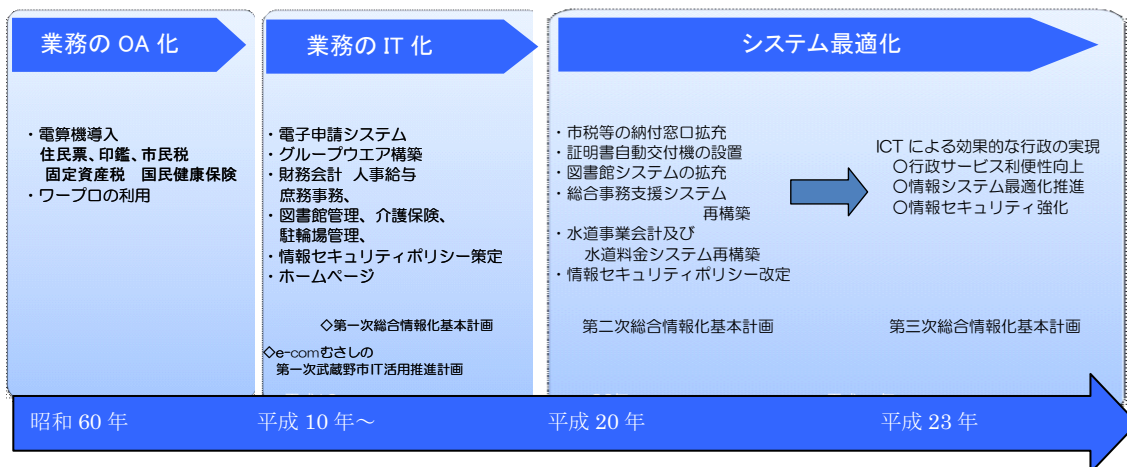 業務の OA 化
・電算機導入
住民票、印鑑、市民税
固定資産税　国民健康保険
・ワープロの利用
業務の IT 化
・電子申請システム
・グループウエア構築
・財務会計　人事給与
庶務事務、
・図書館管理、介護保険、
駐輪場管理、
・情報セキュリティポリシー策定
・ホームページ
◇第一次総合情報化基本計画
◇e-comむさしの
第一次武蔵野市IT活用推進計画
システム最適化
・市税等の納付窓口拡充
・証明書自動交付機の設置
・図書館システムの拡充
・総合事務支援システム
再構築
・水道事業会計及び
水道料金システム再構築
・情報セキュリティポリシー改定
第二次総合情報化基本計画
ICT による効果的な行政の実現
〇行政サービス利便性向上
〇情報システム最適化推進
〇情報セキュリティ強化
第三次総合情報化基本計画
昭和 60 年
平成 10 年～
平成 20 年
平成 23 年